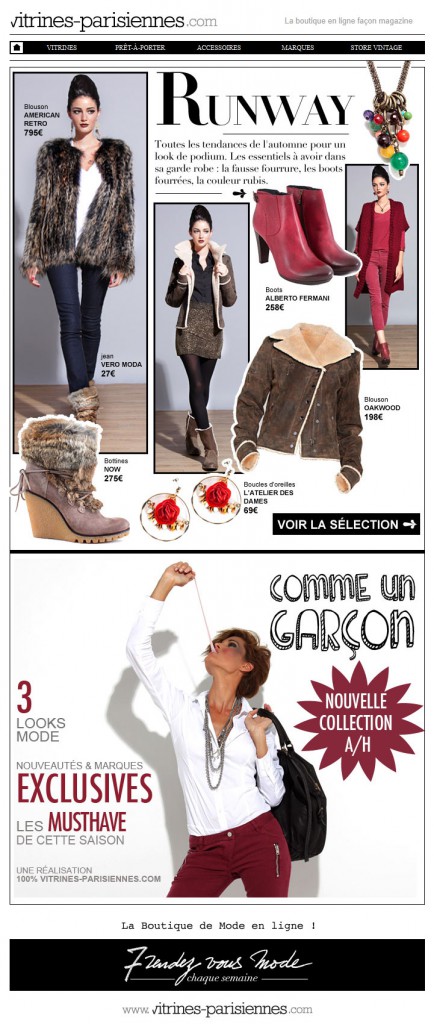 vitrines-parisiennes.com
La boutique en ligne façon magazine
VITRINES PRÊT-À-PORTER ACCESSOIRES MARQUES STORE VINTAGE
Blouson
AMERICAN
RETRO
795€
RUNWAY
Toutes les tendances de l'automne pour un
look de podium. Les essentiels à avoir dans
sa garde robe : la fausse fourrure, les boots
fourrées, la couleur rubis.
Boots
ALBERTO FERMANI
258€
jean
VERO MODA
27€
Blouson
OAKWOOD
198€
Bottines
NOW
275€
Boucles d'oreilles
L'ATELIER DES
DAMES
69€
VOIR LA SÉLECTION
COMME UN
GARÇON
NOUVELLE
COLLECTION
A/H
3
LOOKS
MODE
NOUVEAUTÉS & MARQUES
EXCLUSIVES
LES MUSTHAVE
DE CETTE SAISON
UNE RÉALISATION
100% VITRINES-PARISIENNES.COM
La Boutique de Mode en ligne !
7 rendez vous Mode
chaque semaine
www.vitrines-parisiennes.com